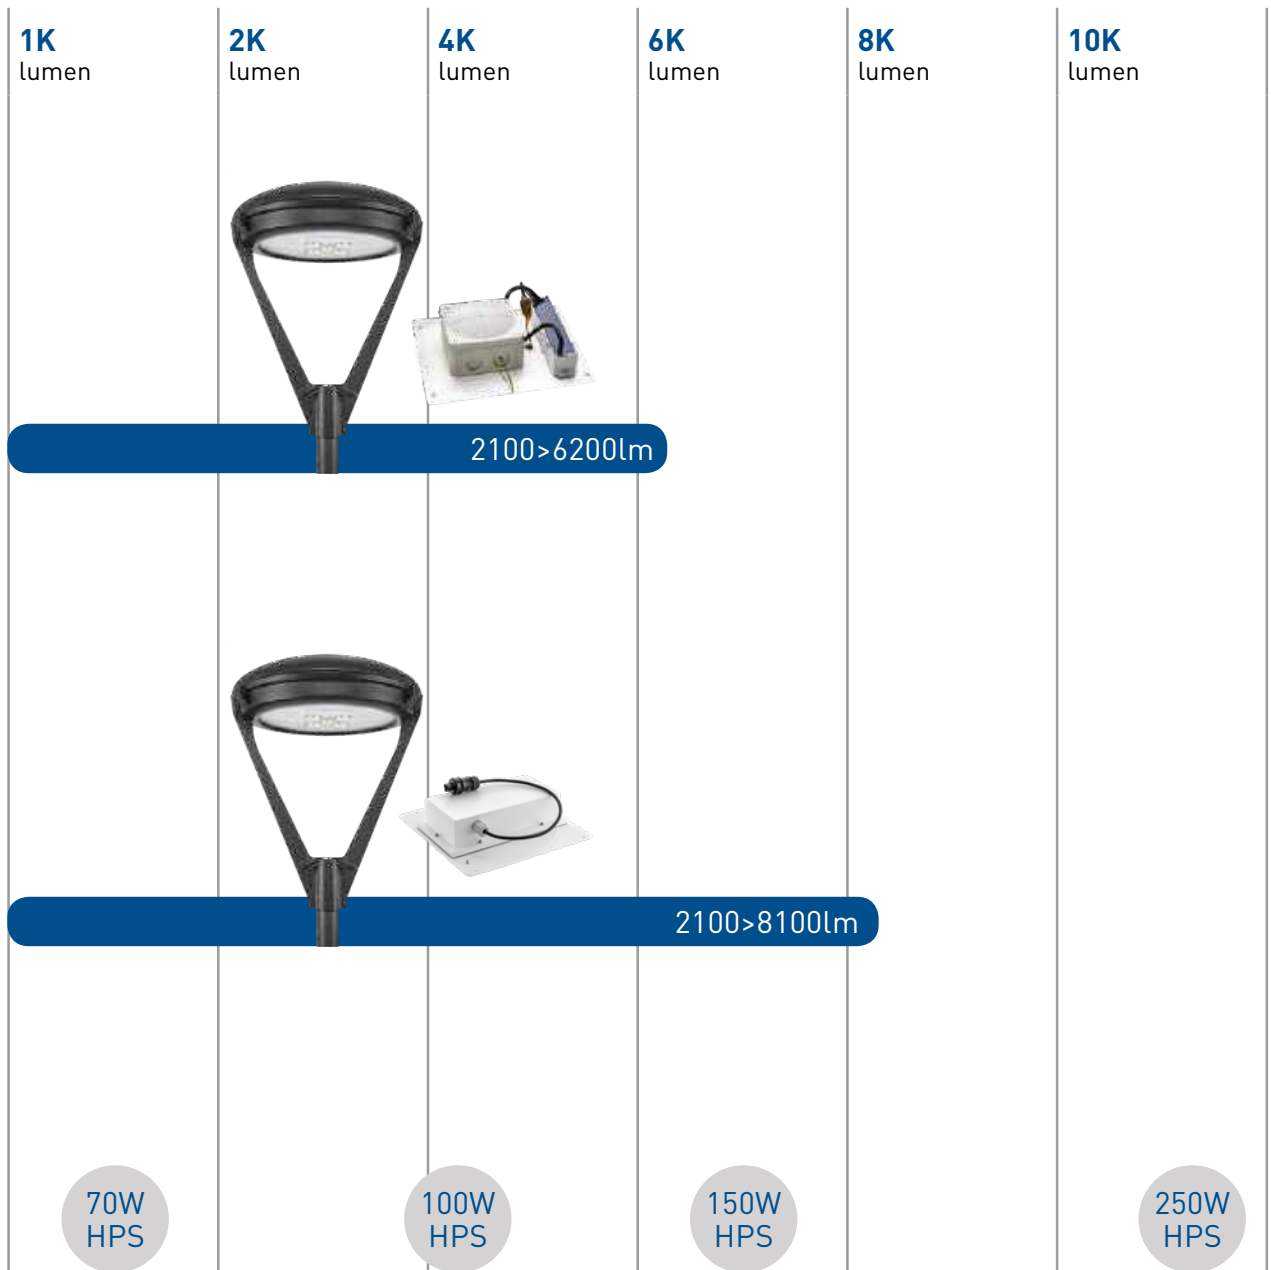 1K
lumen
2K
lumen
4K
lumen
6K
lumen
8K
lumen
10K
lumen
2100>6200lm
2100>8100lm
70W
HPS
100W
HPS
150W
HPS
250W
HPS